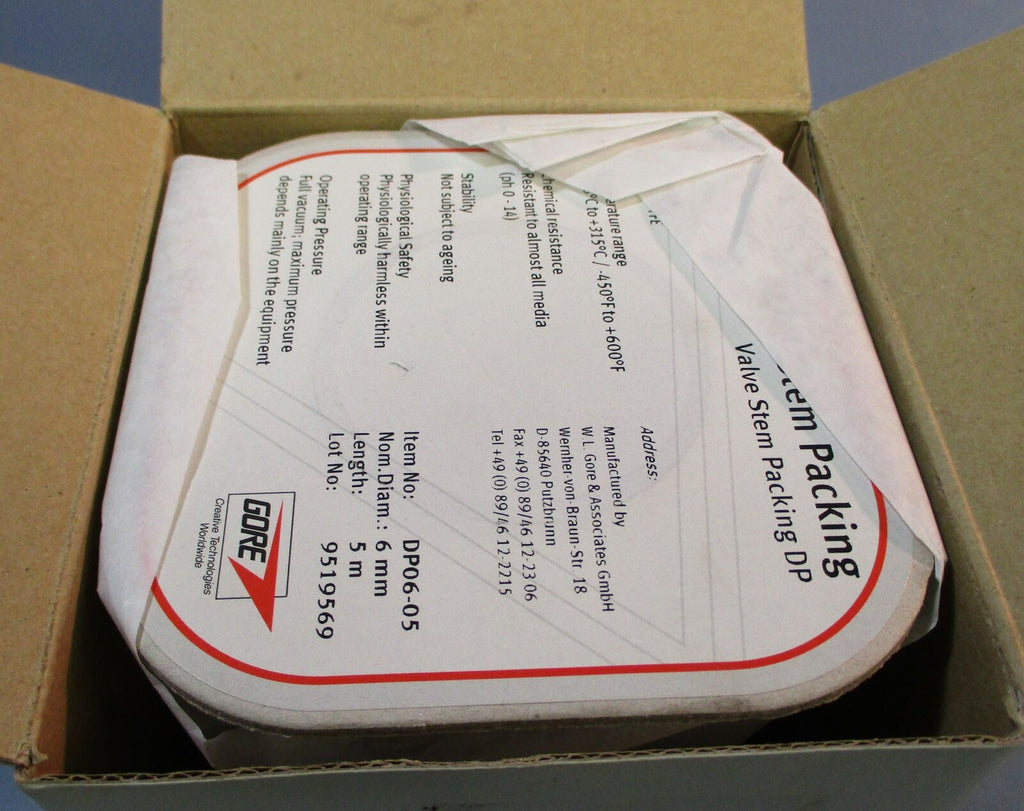 tem Packing
Valve Stem Packing DP
erature range
°C to +315°C / -450°F to +600°F
hemical resistance
Resistant to almost all media
(ph 0 - 14)
Stability
Not subject to ageing
Physiological Safety
Physiologically harmless within
operating range
Operating Pressure
Full vacuum; maximum pressure
depends mainly on the equipment
Address:
Manufactured by
W. L. Gore & Associates GmbH
Wernher-von-Braun-Str. 18
D-85640 Putzbrunn
Fax +49 (0) 89/46 12-23 06
Tel +49 (0) 89/46 12-2215
Item No: DP06-05
Nom.Diam.: 6 mm
Length: 5 m
Lot No: 9519569
GORE
Creative Technologies
Worldwide